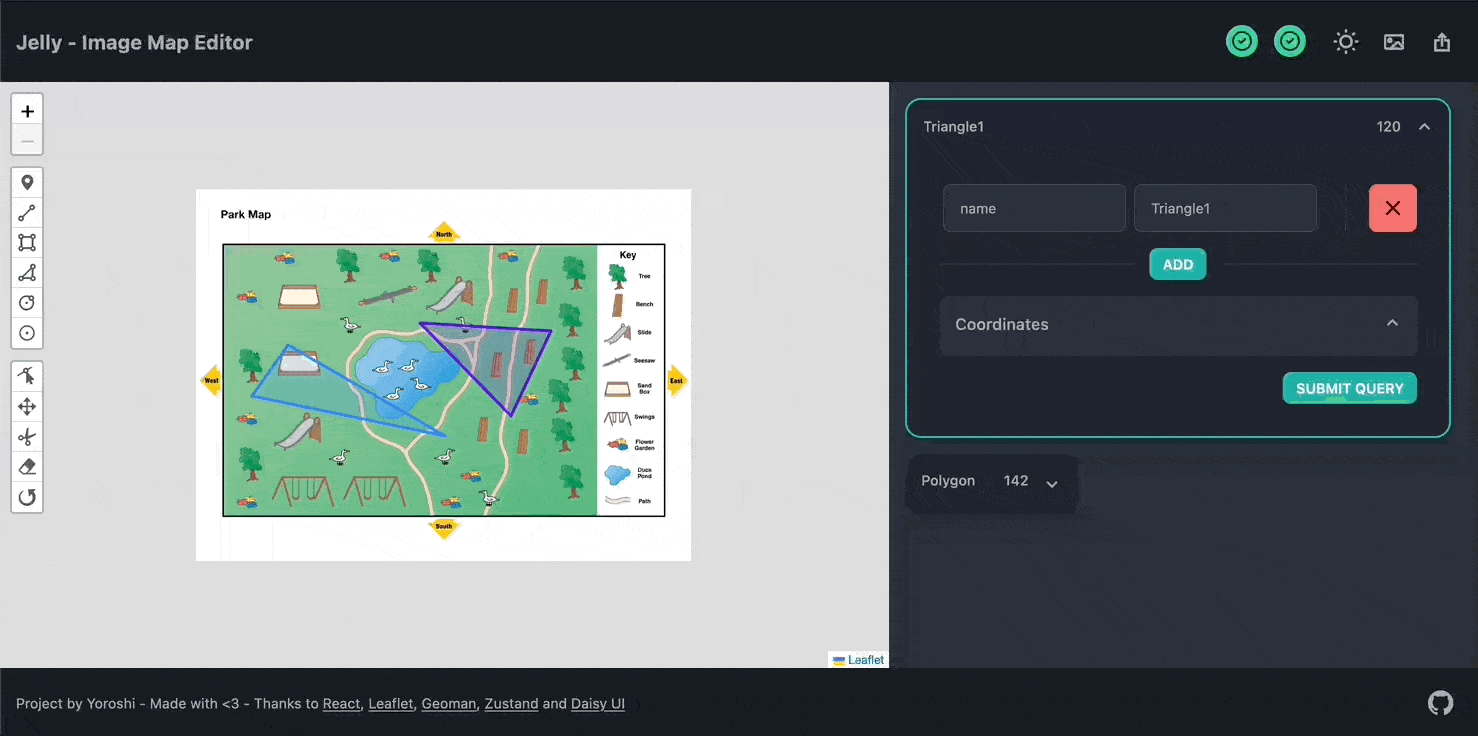 Jelly - Image Map Editor
+
−
Park Map
North
West
East
South
Key
Tree
Bench
Slide
Seesaw
Sand
Box
Swings
Flower
Garden
Duck
Pond
Path
Leaflet
Triangle1
120
name
Triangle1
ADD
Coordinates
SUBMIT QUERY
Polygon
142
Project by Yoroshi - Made with <3 - Thanks to React, Leaflet, Geoman, Zustand and Daisy UI